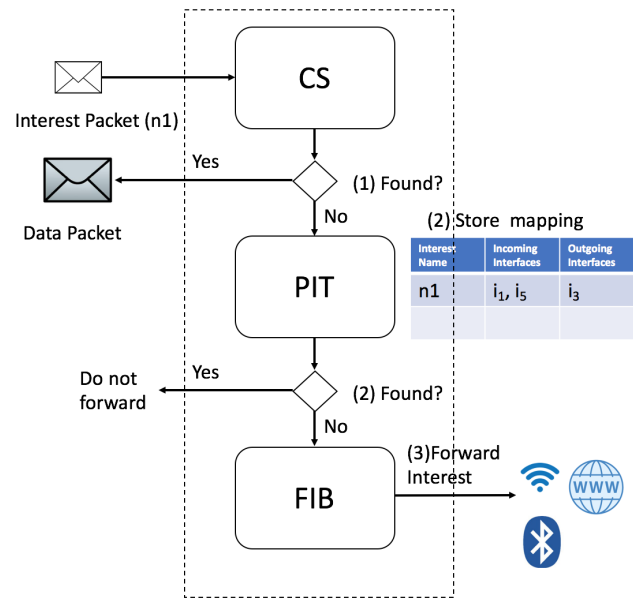 CS
Interest Packet (n1)
Yes
(1) Found?
Data Packet
No
(2) Store mapping
Interest Name
Incoming Interfaces
Outgoing Interfaces
n1
i₁, i₅
i₃
PIT
Do not
forward
Yes
(2) Found?
No
(3)Forward
Interest
FIB
WWW